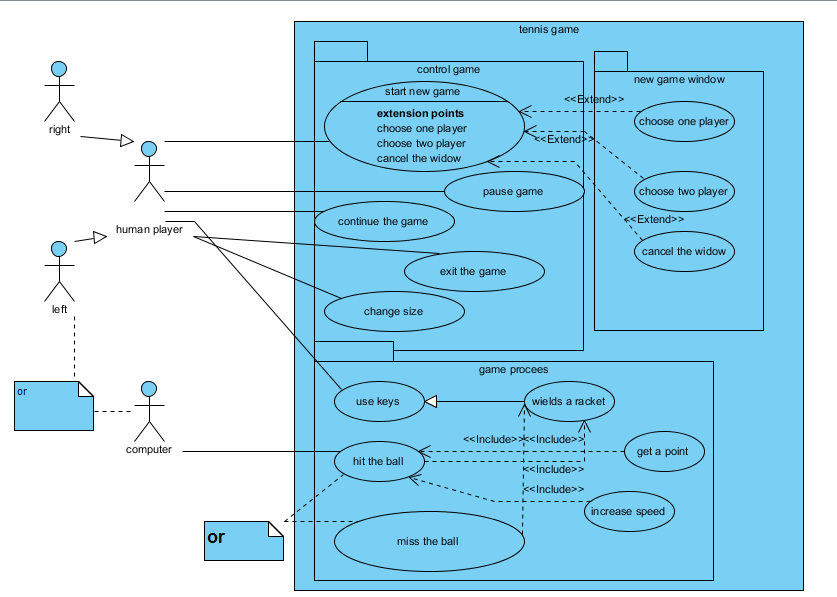 tennis game
control game
new game window
start new game
extension points
choose one player
choose two player
cancel the widow
<<Extend>>
choose one player
<<Extend>>
right
pause game
choose two player
continue the game
<<Extend>>
human player
cancel the widow
exit the game
left
change size
game procees
or
use keys
wields a racket
computer
<<Include>>
<<Include>>
get a point
hit the ball
<<Include>>
<<Include>>
increase speed
or
miss the ball